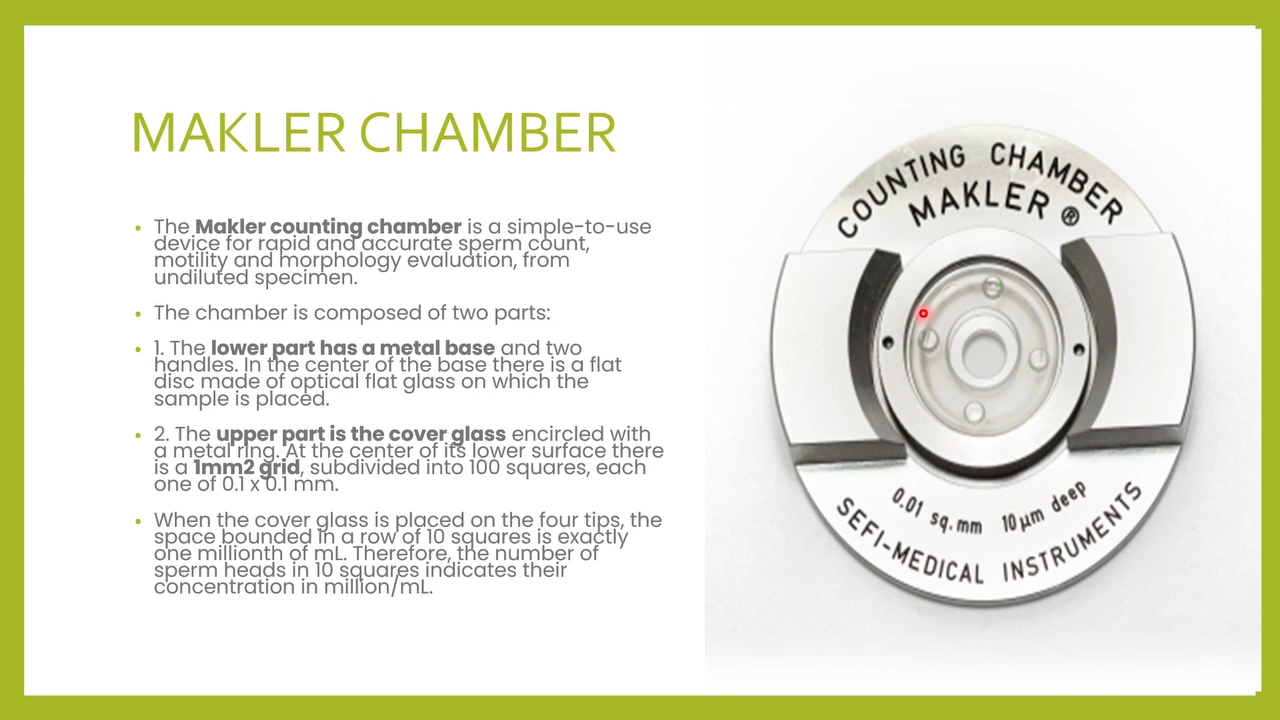 MAKLER CHAMBER
• The Makler counting chamber is a simple-to-use
device for rapid and accurate sperm count,
motility and morphology evaluation, from
undiluted specimen.
• The chamber is composed of two parts:
• 1. The lower part has a metal base and two
handles. In the center of the base there is a flat
disc made of optical flat glass on which the
sample is placed.
• 2. The upper part is the cover glass encircled with
a metal ring. At the center of its lower surface there
is a 1mm2 grid, subdivided into 100 squares, each
one of 0.1 x 0.1 mm.
• When the cover glass is placed on the four tips, the
space bounded in a row of 10 squares is exactly
one millionth of mL. Therefore, the number of
sperm heads in 10 squares indicates their
concentration in million/mL.
COUNTING CHAMBER
MAKLER ®
0.01 sq.mm 10µm deep
SEFI-MEDICAL INSTRUMENTS